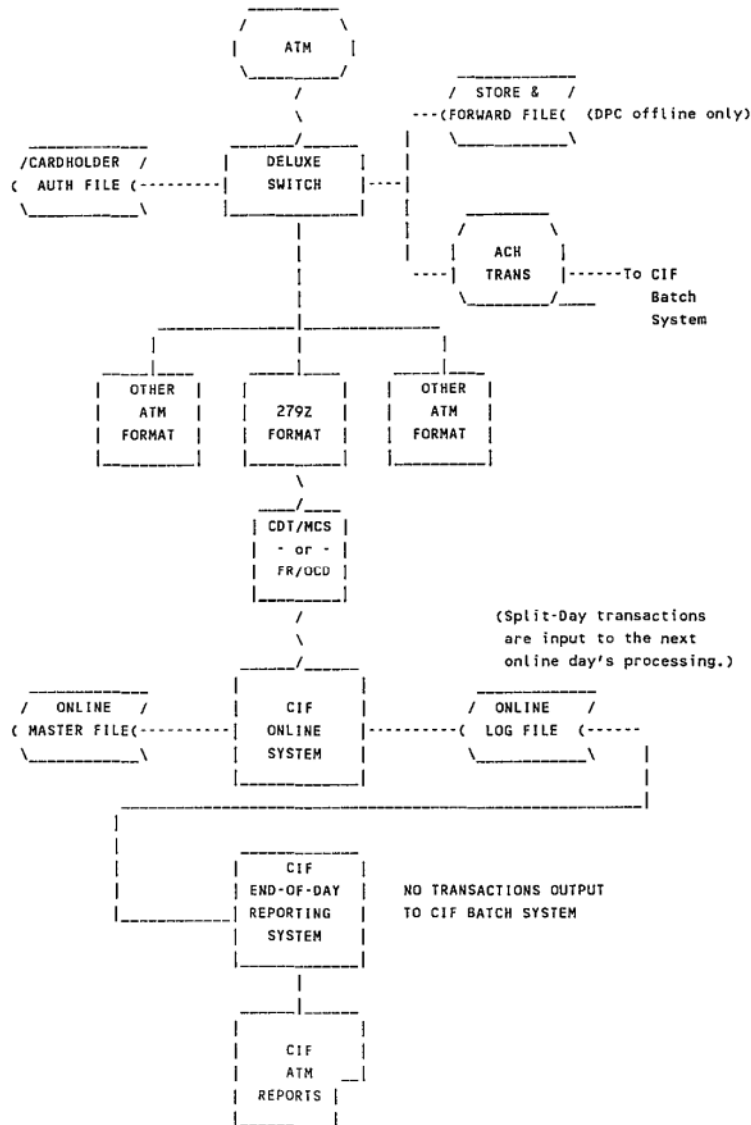 ATM
STORE &
FORWARD FILE
(DPC offline only)
CARDHOLDER
AUTH FILE
DELUXE
SWITCH
ACH
TRANS
To CIF
Batch
System
OTHER
ATM
FORMAT
279Z
FORMAT
OTHER
ATM
FORMAT
CDT/MCS
- or -
FR/OCD
(Split-Day transactions
are input to the next
online day's processing.)
ONLINE
MASTER FILE
CIF
ONLINE
SYSTEM
ONLINE
LOG FILE
CIF
END-OF-DAY
REPORTING
SYSTEM
NO TRANSACTIONS OUTPUT
TO CIF BATCH SYSTEM
CIF
ATM
REPORTS